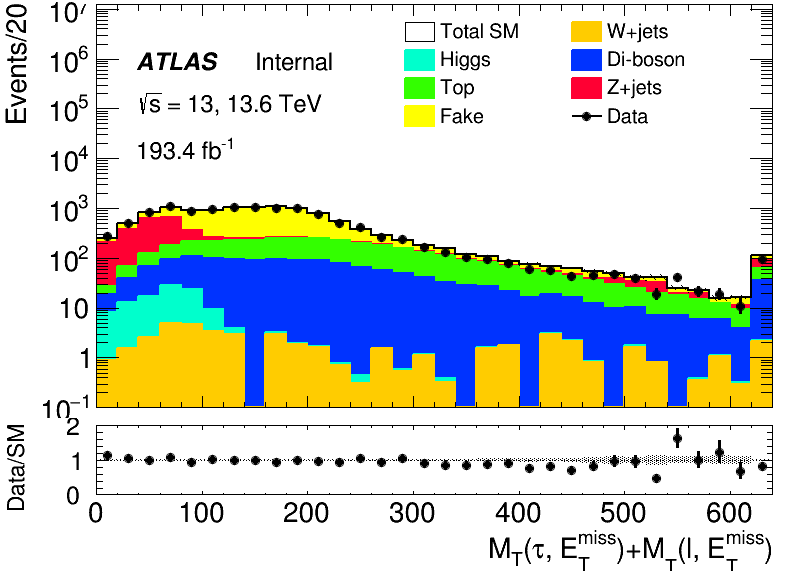 Events/20
10⁷
10⁶
10⁵
10⁴
10³
10²
10
1
10⁻¹
ATLAS Internal
√s = 13, 13.6 TeV
193.4 fb⁻¹
Total SM
Higgs
Top
Fake
W+jets
Di-boson
Z+jets
Data
Data/SM
2
1
0
0 100 200 300 400 500 600
M_T(τ, E_T^miss)+M_T(l, E_T^miss)